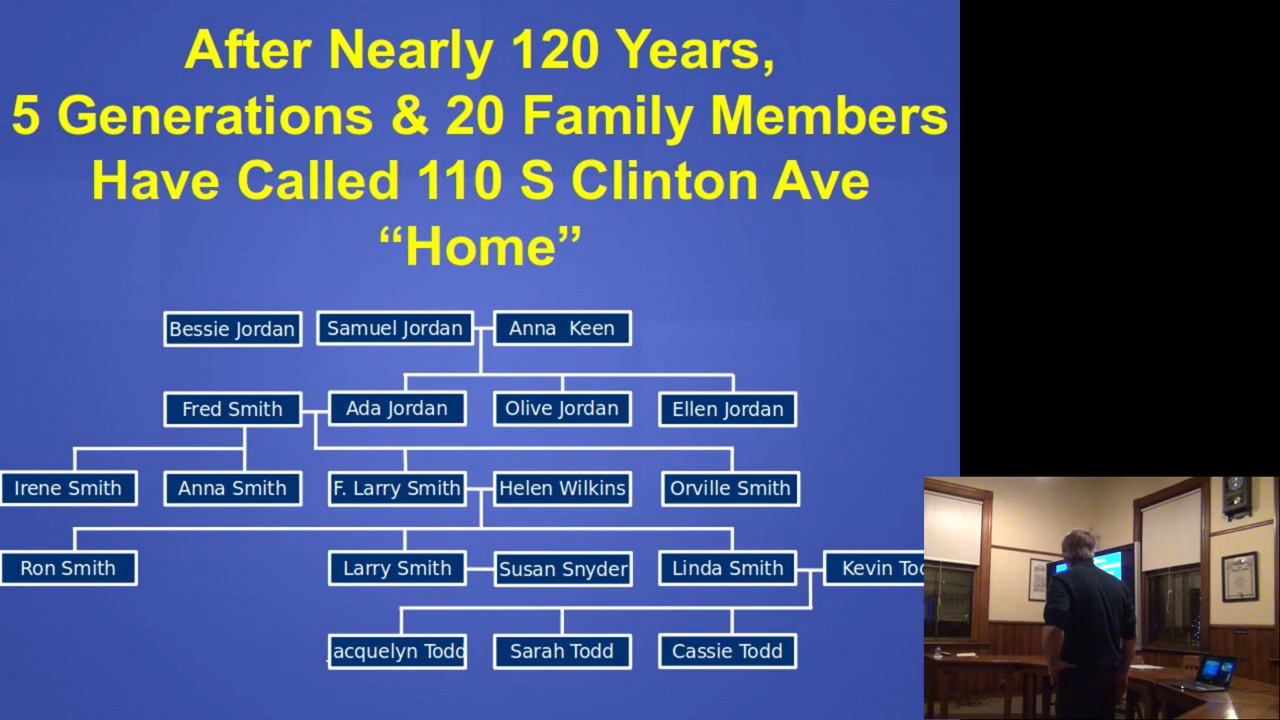 After Nearly 120 Years,
5 Generations & 20 Family Members
Have Called 110 S Clinton Ave
“Home”
Bessie Jordan
Samuel Jordan
Anna Keen
Fred Smith
Ada Jordan
Olive Jordan
Ellen Jordan
Irene Smith
Anna Smith
F. Larry Smith
Helen Wilkins
Orville Smith
Ron Smith
Larry Smith
Susan Snyder
Linda Smith
Kevin
acquelyn Todd
Sarah Todd
Cassie Todd